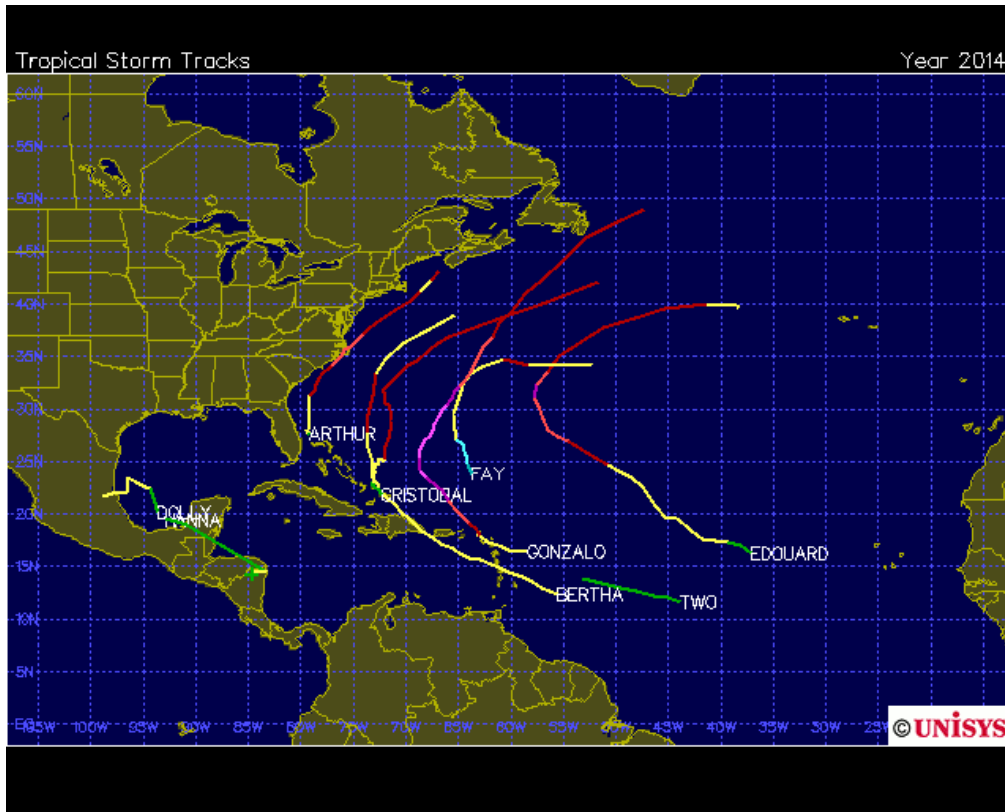 Tropical Storm Tracks Year 2014
60N
55N
50N
45N
40N
35N
30N
ARTHUR
25N
FAY
CRISTOBAL
20N
DOLLY
HANNA
GONZALO
EDOUARD
15N
BERTHA
TWO
10N
5N
EQ 105W 100W 95W 90W 85W 80W 75W 70W 65W 60W 55W 50W 45W 40W 35W 30W 25W
© UNISYS